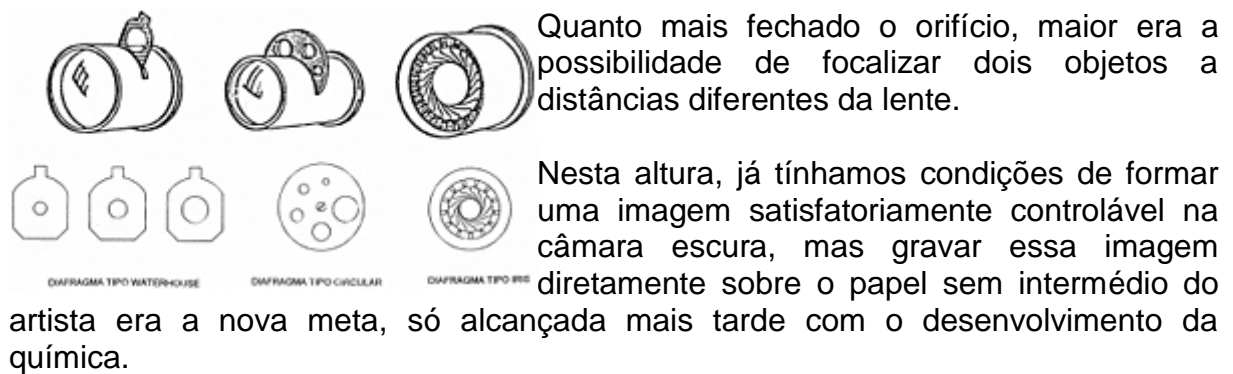 Quanto mais fechado o orifício, maior era a
possibilidade de focalizar dois objetos a
distâncias diferentes da lente.
Nesta altura, já tínhamos condições de formar
uma imagem satisfatoriamente controlável na
câmara escura, mas gravar essa imagem
diretamente sobre o papel sem intermédio do
artista era a nova meta, só alcançada mais tarde com o desenvolvimento da
química.
DIAFRAGMA TIPO WATERHOUSE
DIAFRAGMA TIPO CIRCULAR
DIAFRAGMA TIPO IRIS